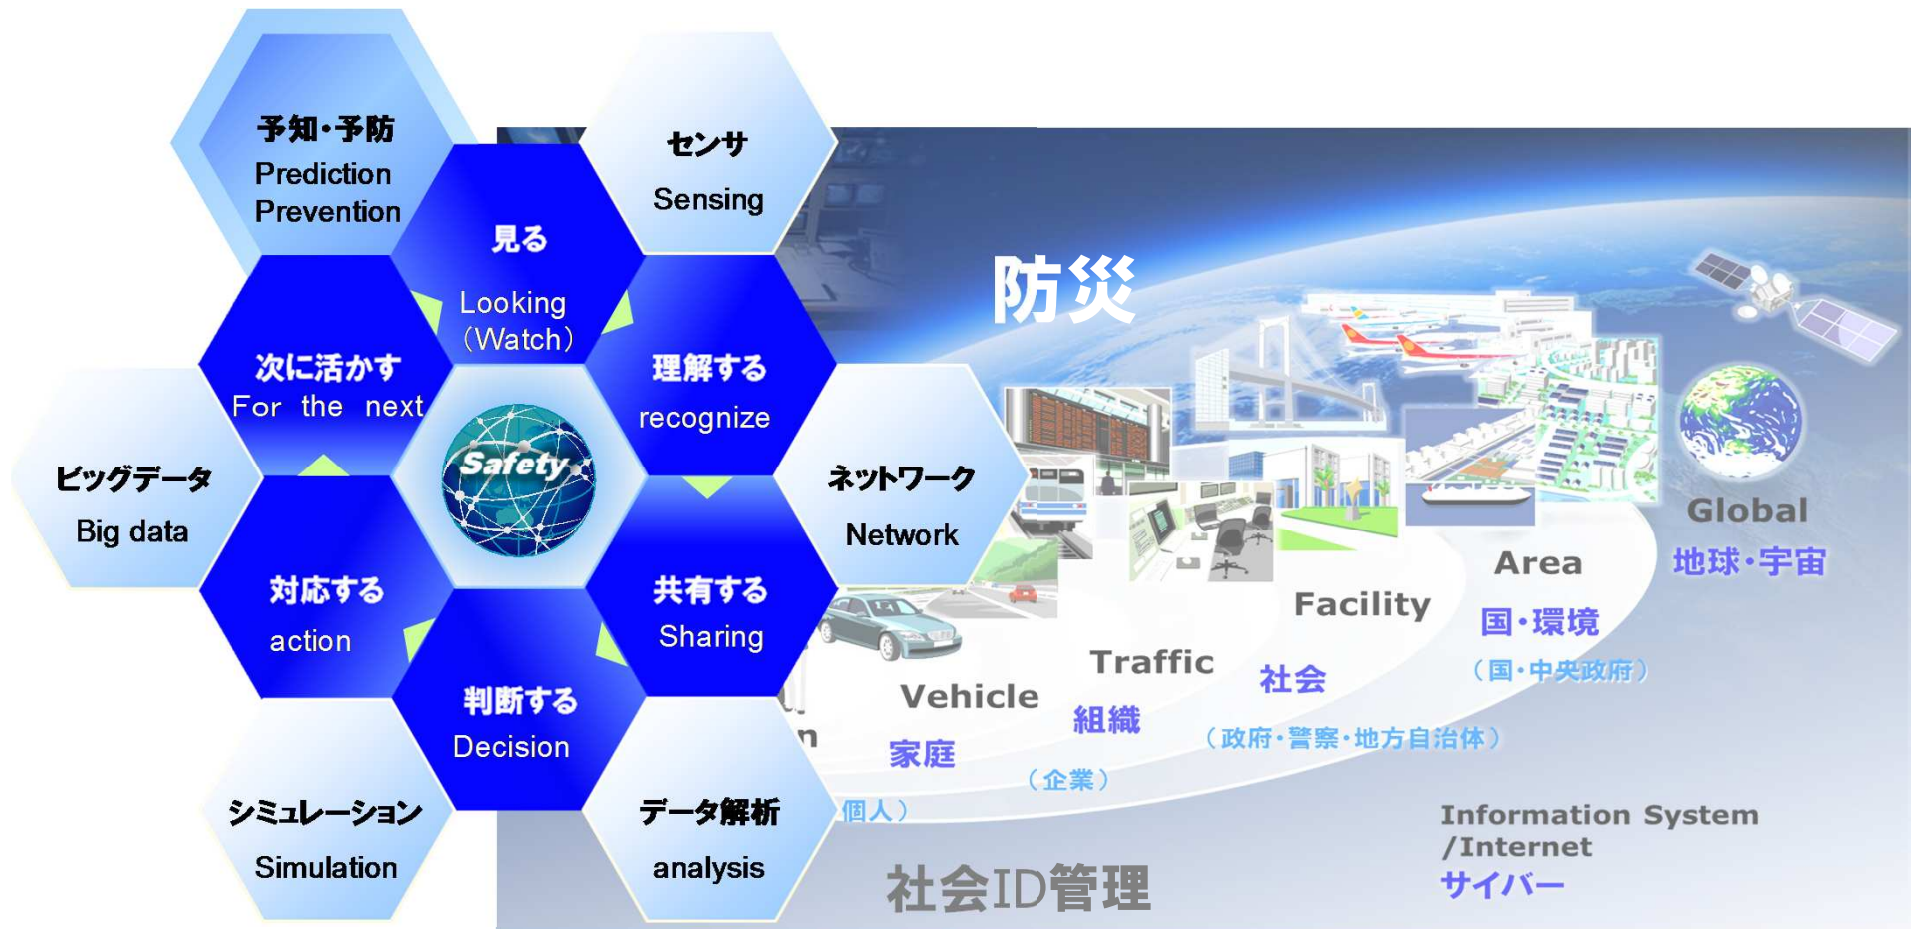 予知・予防
Prediction
Prevention
センサ
Sensing
見る
Looking
（Watch）
次に活かす
For the next
理解する
recognize
Safety
ビッグデータ
Big data
ネットワーク
Network
対応する
action
共有する
Sharing
判断する
Decision
シミュレーション
Simulation
データ解析
analysis
防災
Global
地球・宇宙
Area
国・環境
（国・中央政府）
Facility
社会
（政府・警察・地方自治体）
Traffic
組織
（企業）
Vehicle
家庭
n
個人）
Information System
/Internet
サイバー
社会ID管理